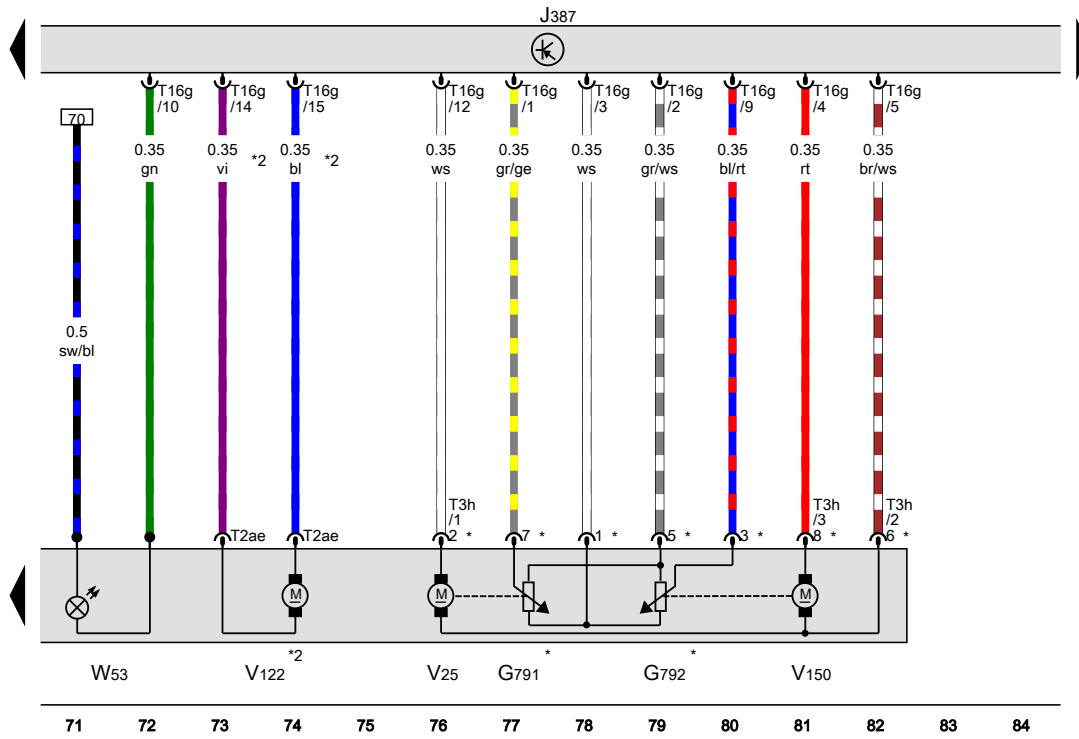 J387
T16g T16g T16g T16g T16g T16g T16g T16g T16g T16g
/10 /14 /15 /12 /1 /3 /2 /9 /4 /5
70
0.35 0.35 0.35 0.35 0.35 0.35 0.35 0.35 0.35 0.35
gn vi *2 bl *2 ws gr/ge ws gr/ws bl/rt rt br/ws
0.5
sw/bl
T3h T3h T3h
/1 /3 /2
T2ae T2ae 2 * 7 * 1 * 5 * 3 * 8 * 6 *
M M M
*2 * *
W53 V122 V25 G791 G792 V150
71 72 73 74 75 76 77 78 79 80 81 82 83 84